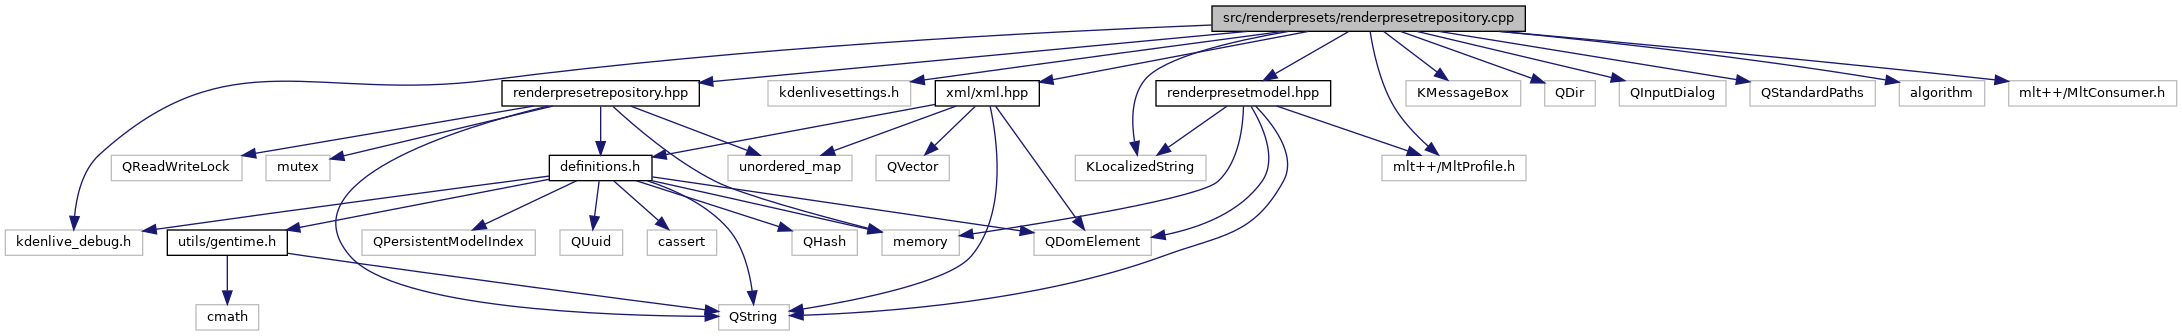 src/renderpresets/renderpresetrepository.cpp
renderpresetrepository.hpp
kdenlivesettings.h
xml/xml.hpp
renderpresetmodel.hpp
KMessageBox
QDir
QInputDialog
QStandardPaths
algorithm
mlt++/MltConsumer.h
QReadWriteLock
mutex
definitions.h
unordered_map
QVector
KLocalizedString
mlt++/MltProfile.h
kdenlive_debug.h
utils/gentime.h
QPersistentModelIndex
QUuid
cassert
QHash
memory
QDomElement
cmath
QString